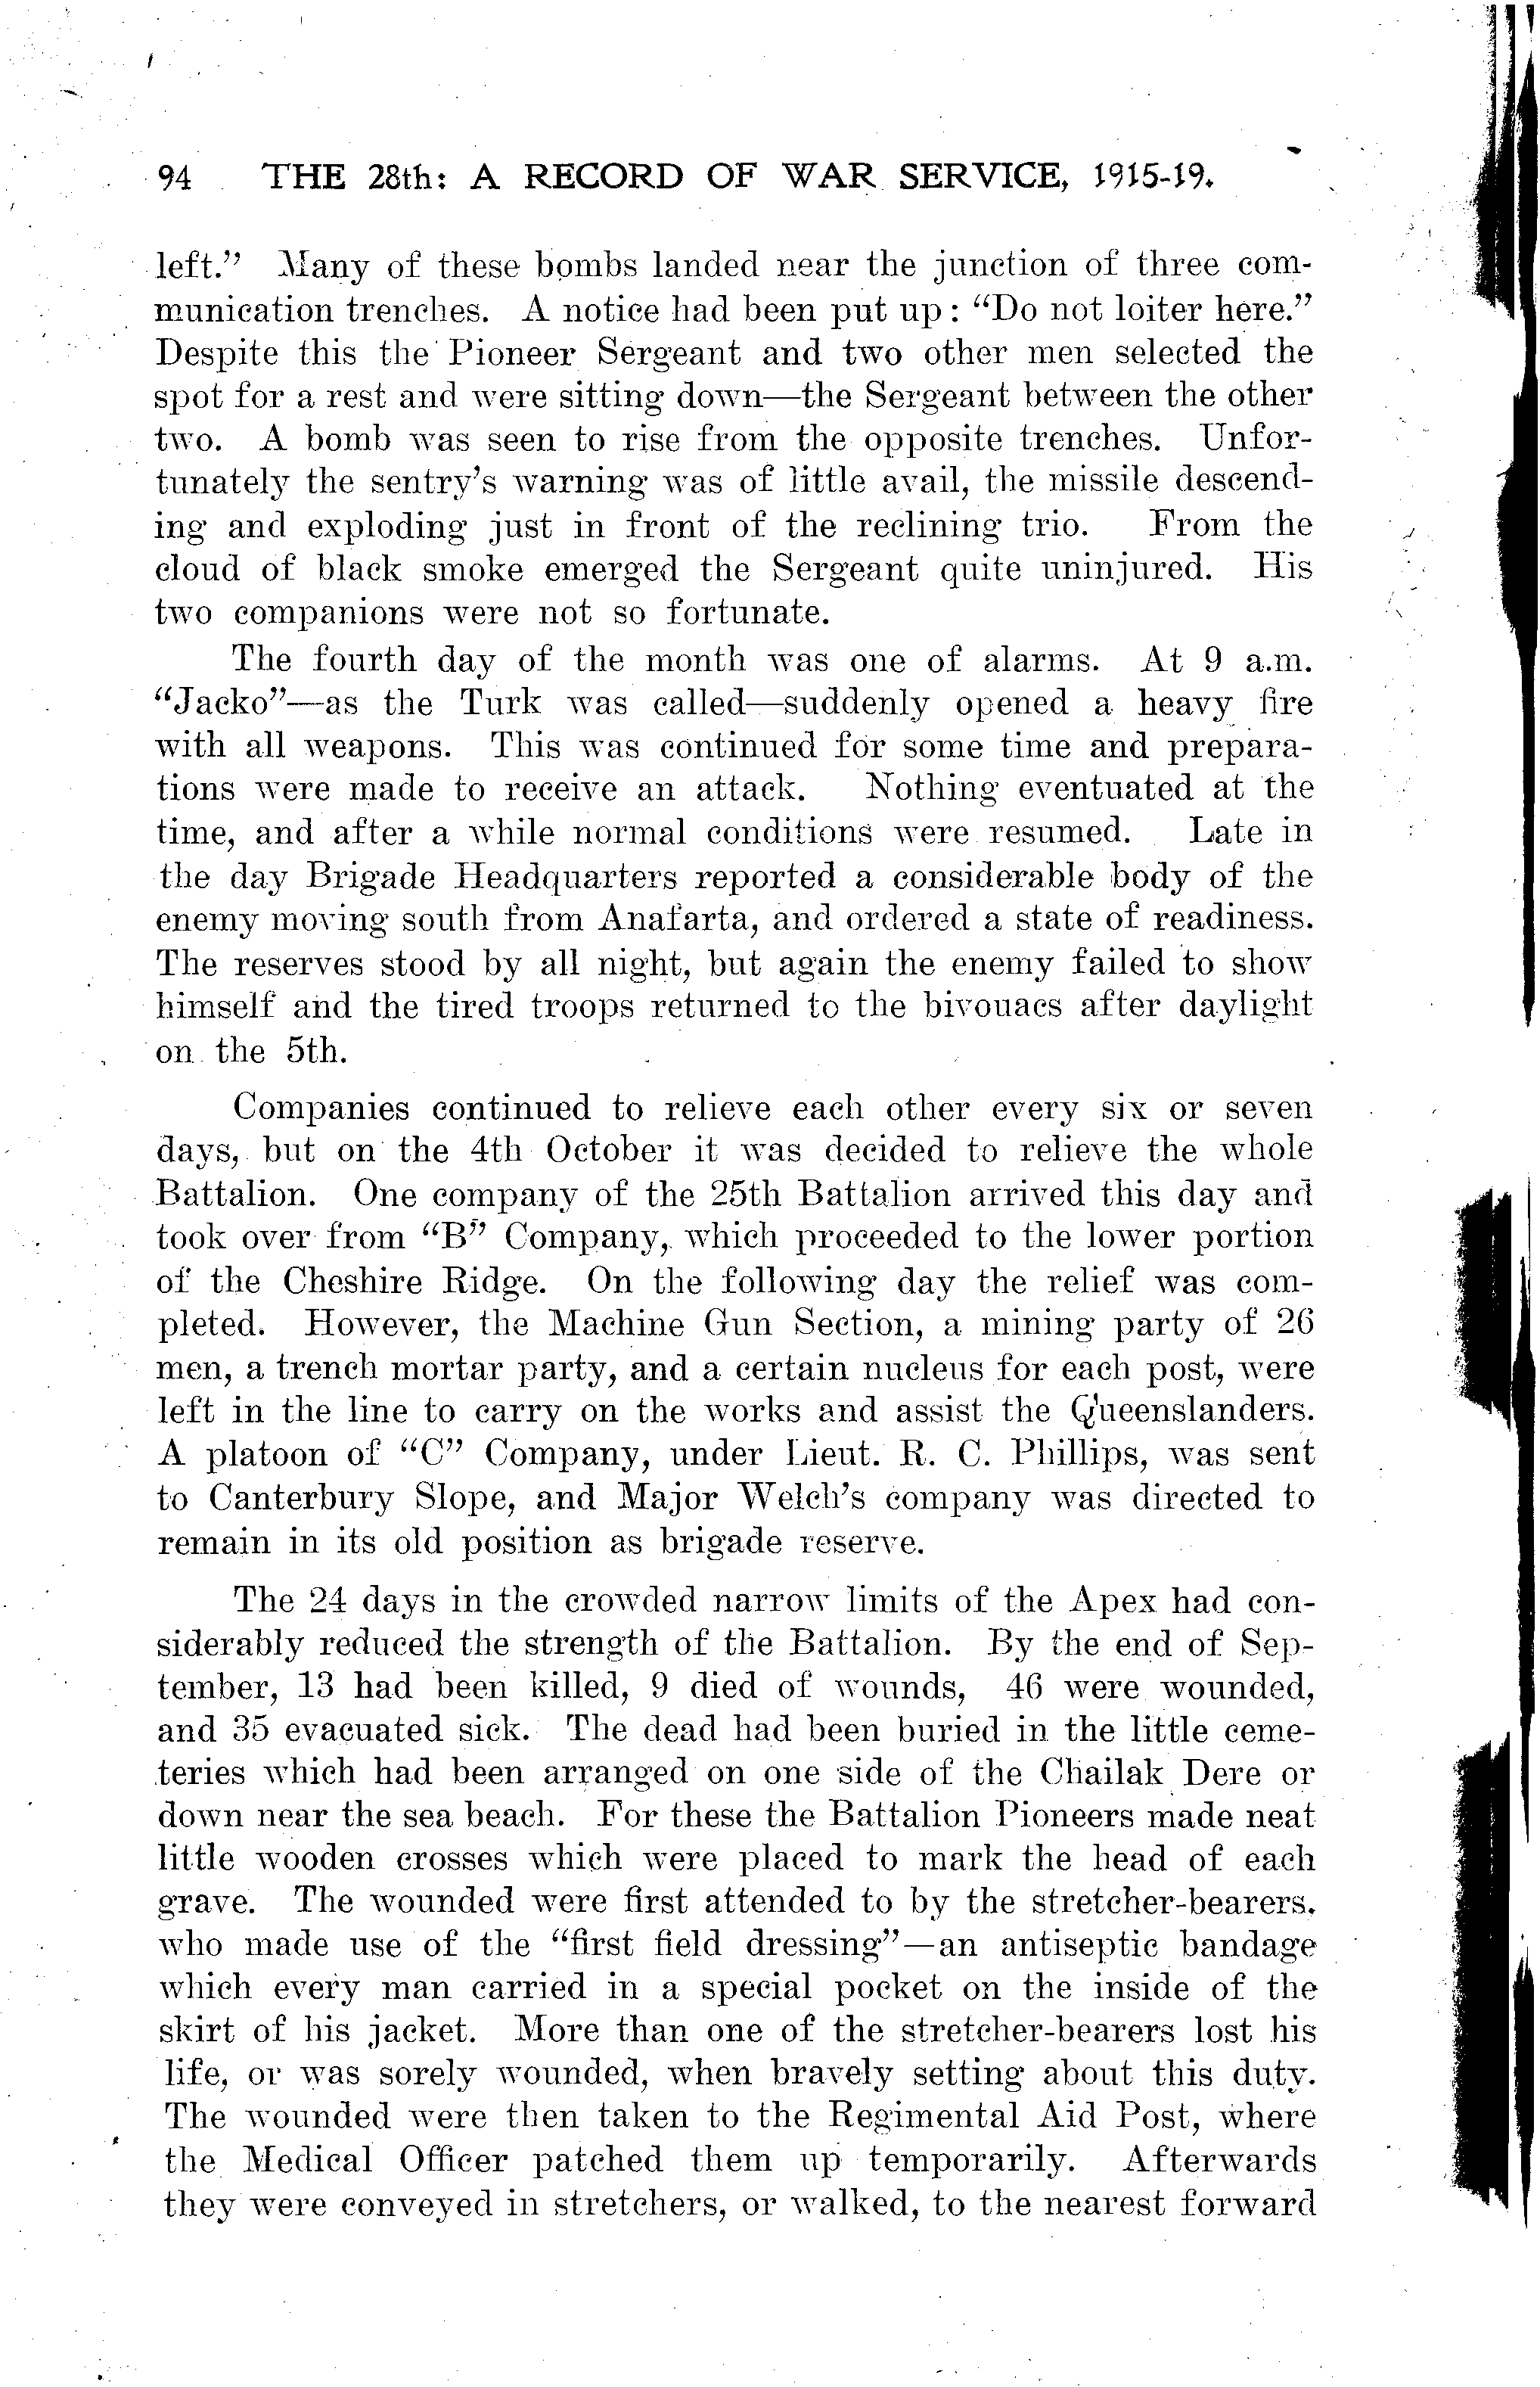 94 THE 28th: A RECORD OF WAR SERVICE, 1915-19.
left.” Many of these bombs landed near the junction of three com-
munication trenches. A notice had been put up: “Do not loiter here.”
Despite this the Pioneer Sergeant and two other men selected the
spot for a rest and were sitting down—the Sergeant between the other
two. A bomb was seen to rise from the opposite trenches. Unfor-
tunately the sentry’s warning was of little avail, the missile descend-
ing and exploding just in front of the reclining trio. From the
cloud of black smoke emerged the Sergeant quite uninjured. His
two companions were not so fortunate.
The fourth day of the month was one of alarms. At 9 a.m.
“Jacko”—as the Turk was called—suddenly opened a heavy fire
with all weapons. This was continued for some time and prepara-
tions were made to receive an attack. Nothing eventuated at the
time, and after a while normal conditions were resumed. Late in
the day Brigade Headquarters reported a considerable body of the
enemy moving south from Anafarta, and ordered a state of readiness.
The reserves stood by all night, but again the enemy failed to show
himself and the tired troops returned to the bivouacs after daylight
on the 5th.
Companies continued to relieve each other every six or seven
days, but on the 4th October it was decided to relieve the whole
Battalion. One company of the 25th Battalion arrived this day and
took over from “B” Company, which proceeded to the lower portion
of the Cheshire Ridge. On the following day the relief was com-
pleted. However, the Machine Gun Section, a mining party of 26
men, a trench mortar party, and a certain nucleus for each post, were
left in the line to carry on the works and assist the Queenslanders.
A platoon of “C” Company, under Lieut. R. C. Phillips, was sent
to Canterbury Slope, and Major Welch’s company was directed to
remain in its old position as brigade reserve.
The 24 days in the crowded narrow limits of the Apex had con-
siderably reduced the strength of the Battalion. By the end of Sep-
tember, 13 had been killed, 9 died of wounds, 46 were wounded,
and 35 evacuated sick. The dead had been buried in the little ceme-
teries which had been arranged on one side of the Chailak Dere or
down near the sea beach. For these the Battalion Pioneers made neat
little wooden crosses which were placed to mark the head of each
grave. The wounded were first attended to by the stretcher-bearers,
who made use of the “first field dressing”—an antiseptic bandage
which every man carried in a special pocket on the inside of the
skirt of his jacket. More than one of the stretcher-bearers lost his
life, or was sorely wounded, when bravely setting about this duty.
The wounded were then taken to the Regimental Aid Post, where
the Medical Officer patched them up temporarily. Afterwards
they were conveyed in stretchers, or walked, to the nearest forward